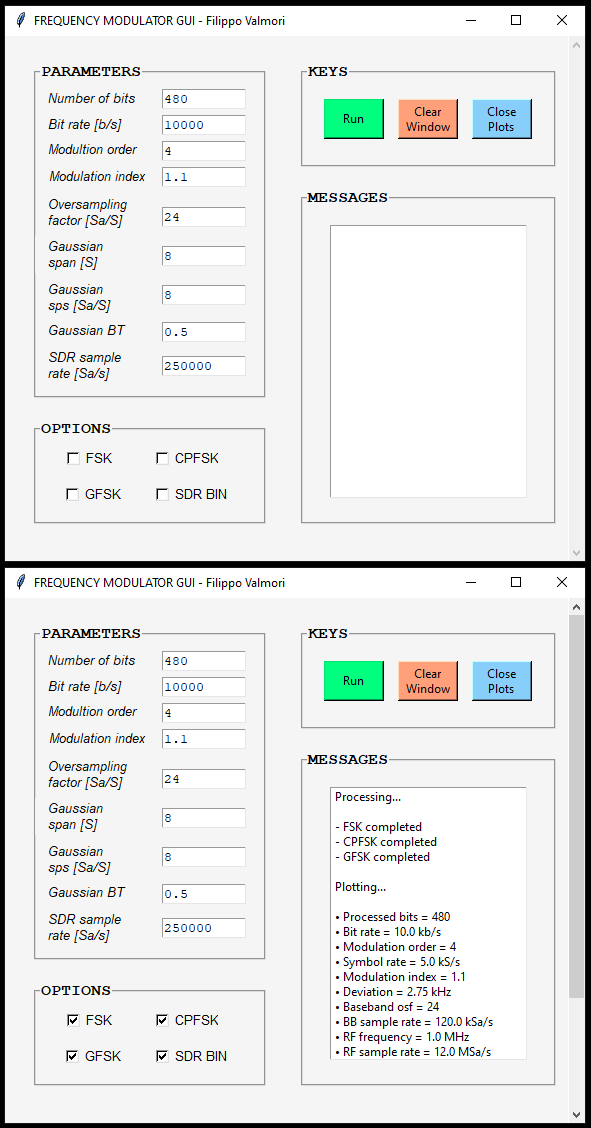 FREQUENCY MODULATOR GUI - Filippo Valmori
PARAMETERS
Number of bits 480
Bit rate [b/s] 10000
Modultion order 4
Modulation index 1.1
Oversampling
factor [Sa/S] 24
Gaussian
span [S] 8
Gaussian
sps [Sa/S] 8
Gaussian BT 0.5
SDR sample
rate [Sa/s] 250000
OPTIONS
FSK CPFSK
GFSK SDR BIN
KEYS
Run
Clear
Window
Close
Plots
MESSAGES
FREQUENCY MODULATOR GUI - Filippo Valmori
PARAMETERS
Number of bits 480
Bit rate [b/s] 10000
Modultion order 4
Modulation index 1.1
Oversampling
factor [Sa/S] 24
Gaussian
span [S] 8
Gaussian
sps [Sa/S] 8
Gaussian BT 0.5
SDR sample
rate [Sa/s] 250000
OPTIONS
FSK CPFSK
GFSK SDR BIN
KEYS
Run
Clear
Window
Close
Plots
MESSAGES
Processing...
- FSK completed
- CPFSK completed
- GFSK completed
Plotting...
• Processed bits = 480
• Bit rate = 10.0 kb/s
• Modulation order = 4
• Symbol rate = 5.0 kS/s
• Modulation index = 1.1
• Deviation = 2.75 kHz
• Baseband osf = 24
• BB sample rate = 120.0 kSa/s
• RF frequency = 1.0 MHz
• RF sample rate = 12.0 MSa/s